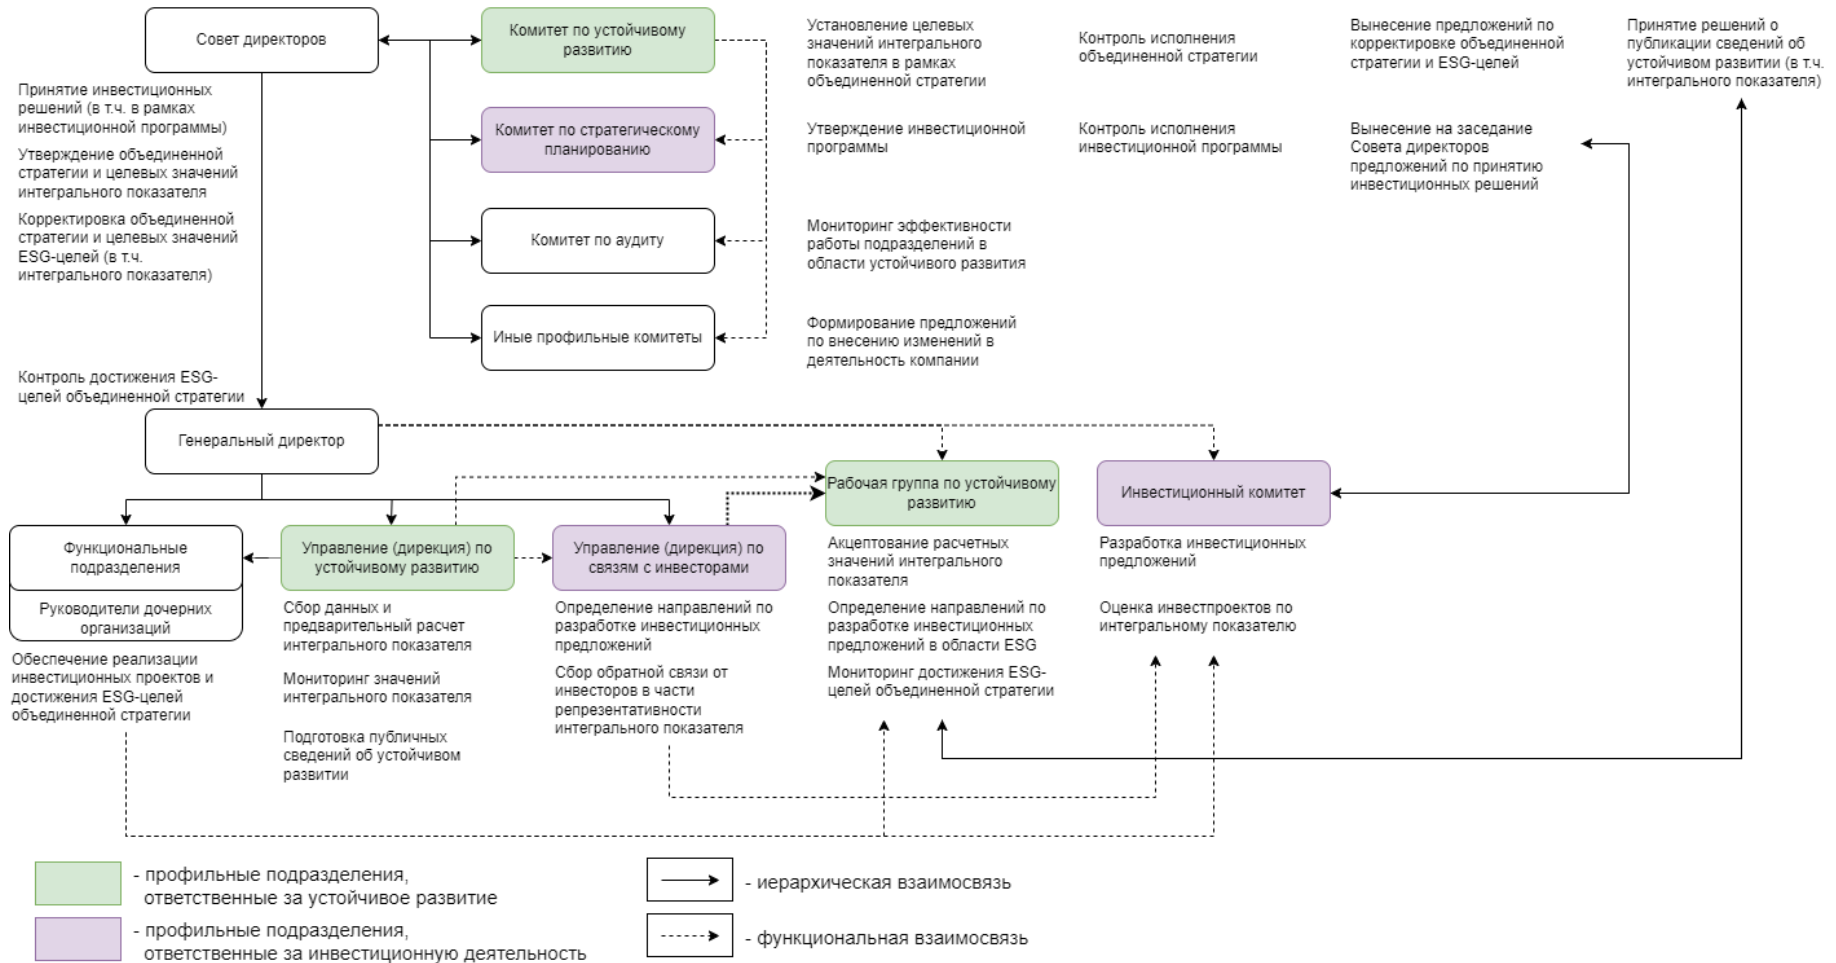 Совет директоров
Комитет по устойчивому
развитию
Установление целевых
значений интегрального
показателя в рамках
объединенной стратегии
Контроль исполнения
объединенной стратегии
Вынесение предложений по
корректировке объединенной
стратегии и ESG-целей
Принятие решений о
публикации сведений об
устойчивом развитии (в т.ч.
интегрального показателя)
Принятие инвестиционных
решений (в т.ч. в рамках
инвестиционной программы)
Утверждение объединенной
стратегии и целевых значений
интегрального показателя
Корректировка объединенной
стратегии и целевых значений
ESG-целей (в т.ч.
интегрального показателя)
Комитет по стратегическому
планированию
Утверждение инвестиционной
программы
Контроль исполнения
инвестиционной программы
Вынесение на заседание
Совета директоров
предложений по принятию
инвестиционных решений
Комитет по аудиту
Мониторинг эффективности
работы подразделений в
области устойчивого развития
Иные профильные комитеты
Формирование предложений
по внесению изменений в
деятельность компании
Контроль достижения ESG-
целей объединенной стратегии
Генеральный директор
Рабочая группа по устойчивому
развитию
Инвестиционный комитет
Функциональные
подразделения
Руководители дочерних
организаций
Обеспечение реализации
инвестиционных проектов и
достижения ESG-целей
объединенной стратегии
Управление (дирекция) по
устойчивому развитию
Сбор данных и
предварительный расчет
интегрального показателя
Мониторинг значений
интегрального показателя
Подготовка публичных
сведений об устойчивом
развитии
Управление (дирекция) по
связям с инвесторами
Определение направлений по
разработке инвестиционных
предложений
Сбор обратной связи от
инвесторов в части
репрезентативности
интегрального показателя
Акцептование расчетных
значений интегрального
показателя
Определение направлений по
разработке инвестиционных
предложений в области ESG
Мониторинг достижения ESG-
целей объединенной стратегии
Разработка инвестиционных
предложений
Оценка инвестпроектов по
интегральному показателю
- профильные подразделения,
ответственные за устойчивое развитие
- профильные подразделения,
ответственные за инвестиционную деятельность
- иерархическая взаимосвязь
- функциональная взаимосвязь